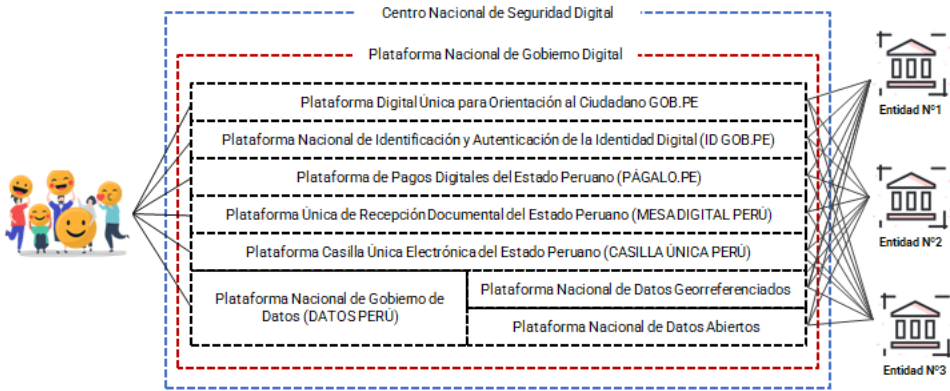 Centro Nacional de Seguridad Digital
Plataforma Nacional de Gobierno Digital
Plataforma Digital Única para Orientación al Ciudadano GOB.PE
Plataforma Nacional de Identificación y Autenticación de la Identidad Digital (ID GOB.PE)
Plataforma de Pagos Digitales del Estado Peruano (PÁGALO.PE)
Plataforma Única de Recepción Documental del Estado Peruano (MESA DIGITAL PERÚ)
Plataforma Casilla Única Electrónica del Estado Peruano (CASILLA ÚNICA PERÚ)
Plataforma Nacional de Gobierno de
Datos (DATOS PERÚ)
Plataforma Nacional de Datos Georreferenciados
Plataforma Nacional de Datos Abiertos
Entidad Nº1
Entidad Nº2
Entidad Nº3